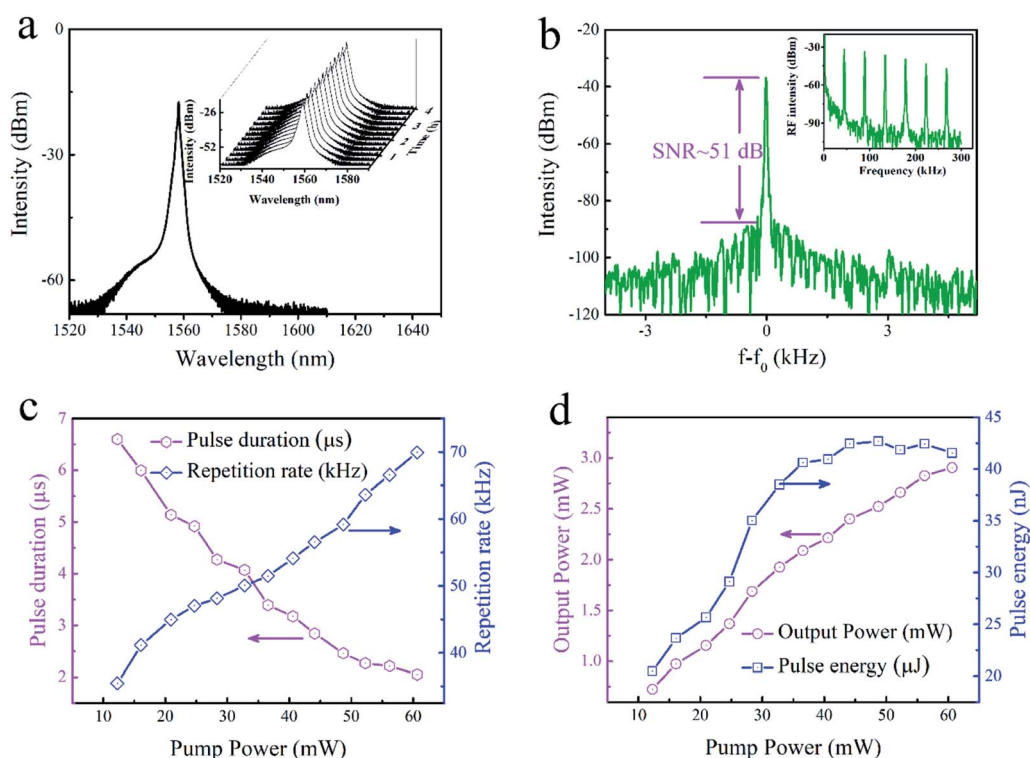 a
0
-30
-60
Intensity (dBm)
1520 1540 1560 1580 1600 1620 1640
Wavelength (nm)
-26
-52
Intensity (dBm)
1520 1540 1560 1580
Wavelength (nm)
1 2 3 4
Time (h)
b
-20
-40
-60
-80
-100
-120
Intensity (dBm)
SNR~51 dB
-3 0 3
f-f0 (kHz)
-30
-60
-90
RF intensity (dBm)
0 100 200 300
Frequency (kHz)
c
7
6
5
4
3
2
Pulse duration (μs)
Pulse duration (μs)
Repetition rate (kHz)
70
60
50
40
Repetition rate (kHz)
10 20 30 40 50 60
Pump Power (mW)
d
3.0
2.5
2.0
1.5
1.0
Output Power (mW)
Output Power (mW)
Pulse energy (μJ)
45
40
35
30
25
20
Pulse energy (nJ)
10 20 30 40 50 60
Pump Power (mW)